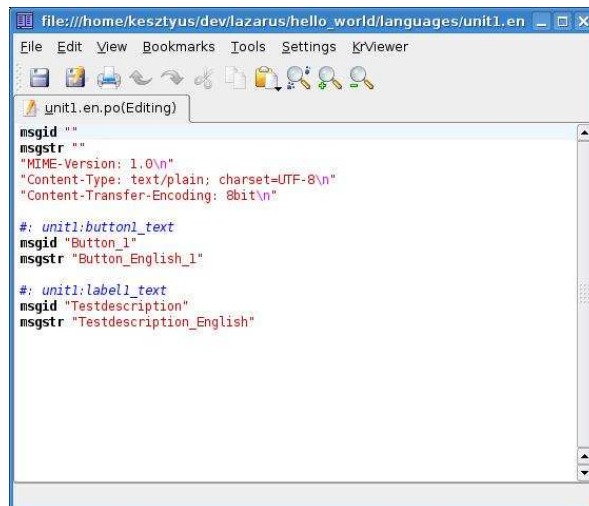 file:///home/kesztyus/dev/lazarus/hello_world/languages/unit1.en
File Edit View Bookmarks Tools Settings KrViewer
unit1.en.po(Editing)
msgid ""
msgstr ""
"MIME-Version: 1.0\n"
"Content-Type: text/plain; charset=UTF-8\n"
"Content-Transfer-Encoding: 8bit\n"
#: unit1:button1_text
msgid "Button_1"
msgstr "Button_English_1"
#: unit1:label1_text
msgid "Testdescription"
msgstr "Testdescription_English"